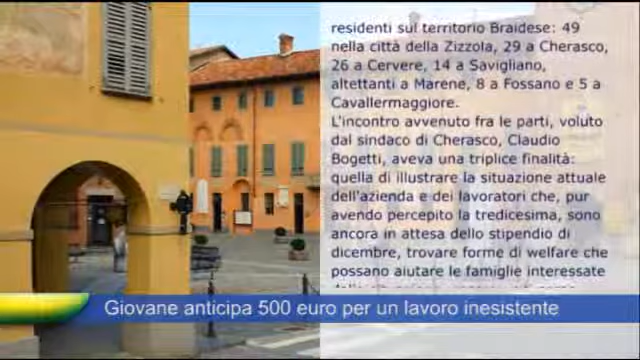 residenti sul territorio Braidese: 49
nella città della Zizzola, 29 a Cherasco,
26 a Cervere, 14 a Savigliano,
altettanti a Marene, 8 a Fossano e 5 a
Cavallermaggiore.
L'incontro avvenuto fra le parti, voluto
dal sindaco di Cherasco, Claudio
Bogetti, aveva una triplice finalità:
quella di illustrare la situazione attuale
dell'azienda e dei lavoratori che, pur
avendo percepito la tredicesima, sono
ancora in attesa dello stipendio di
dicembre, trovare forme di welfare che
possano aiutare le famiglie interessate
Giovane anticipa 500 euro per un lavoro inesistente